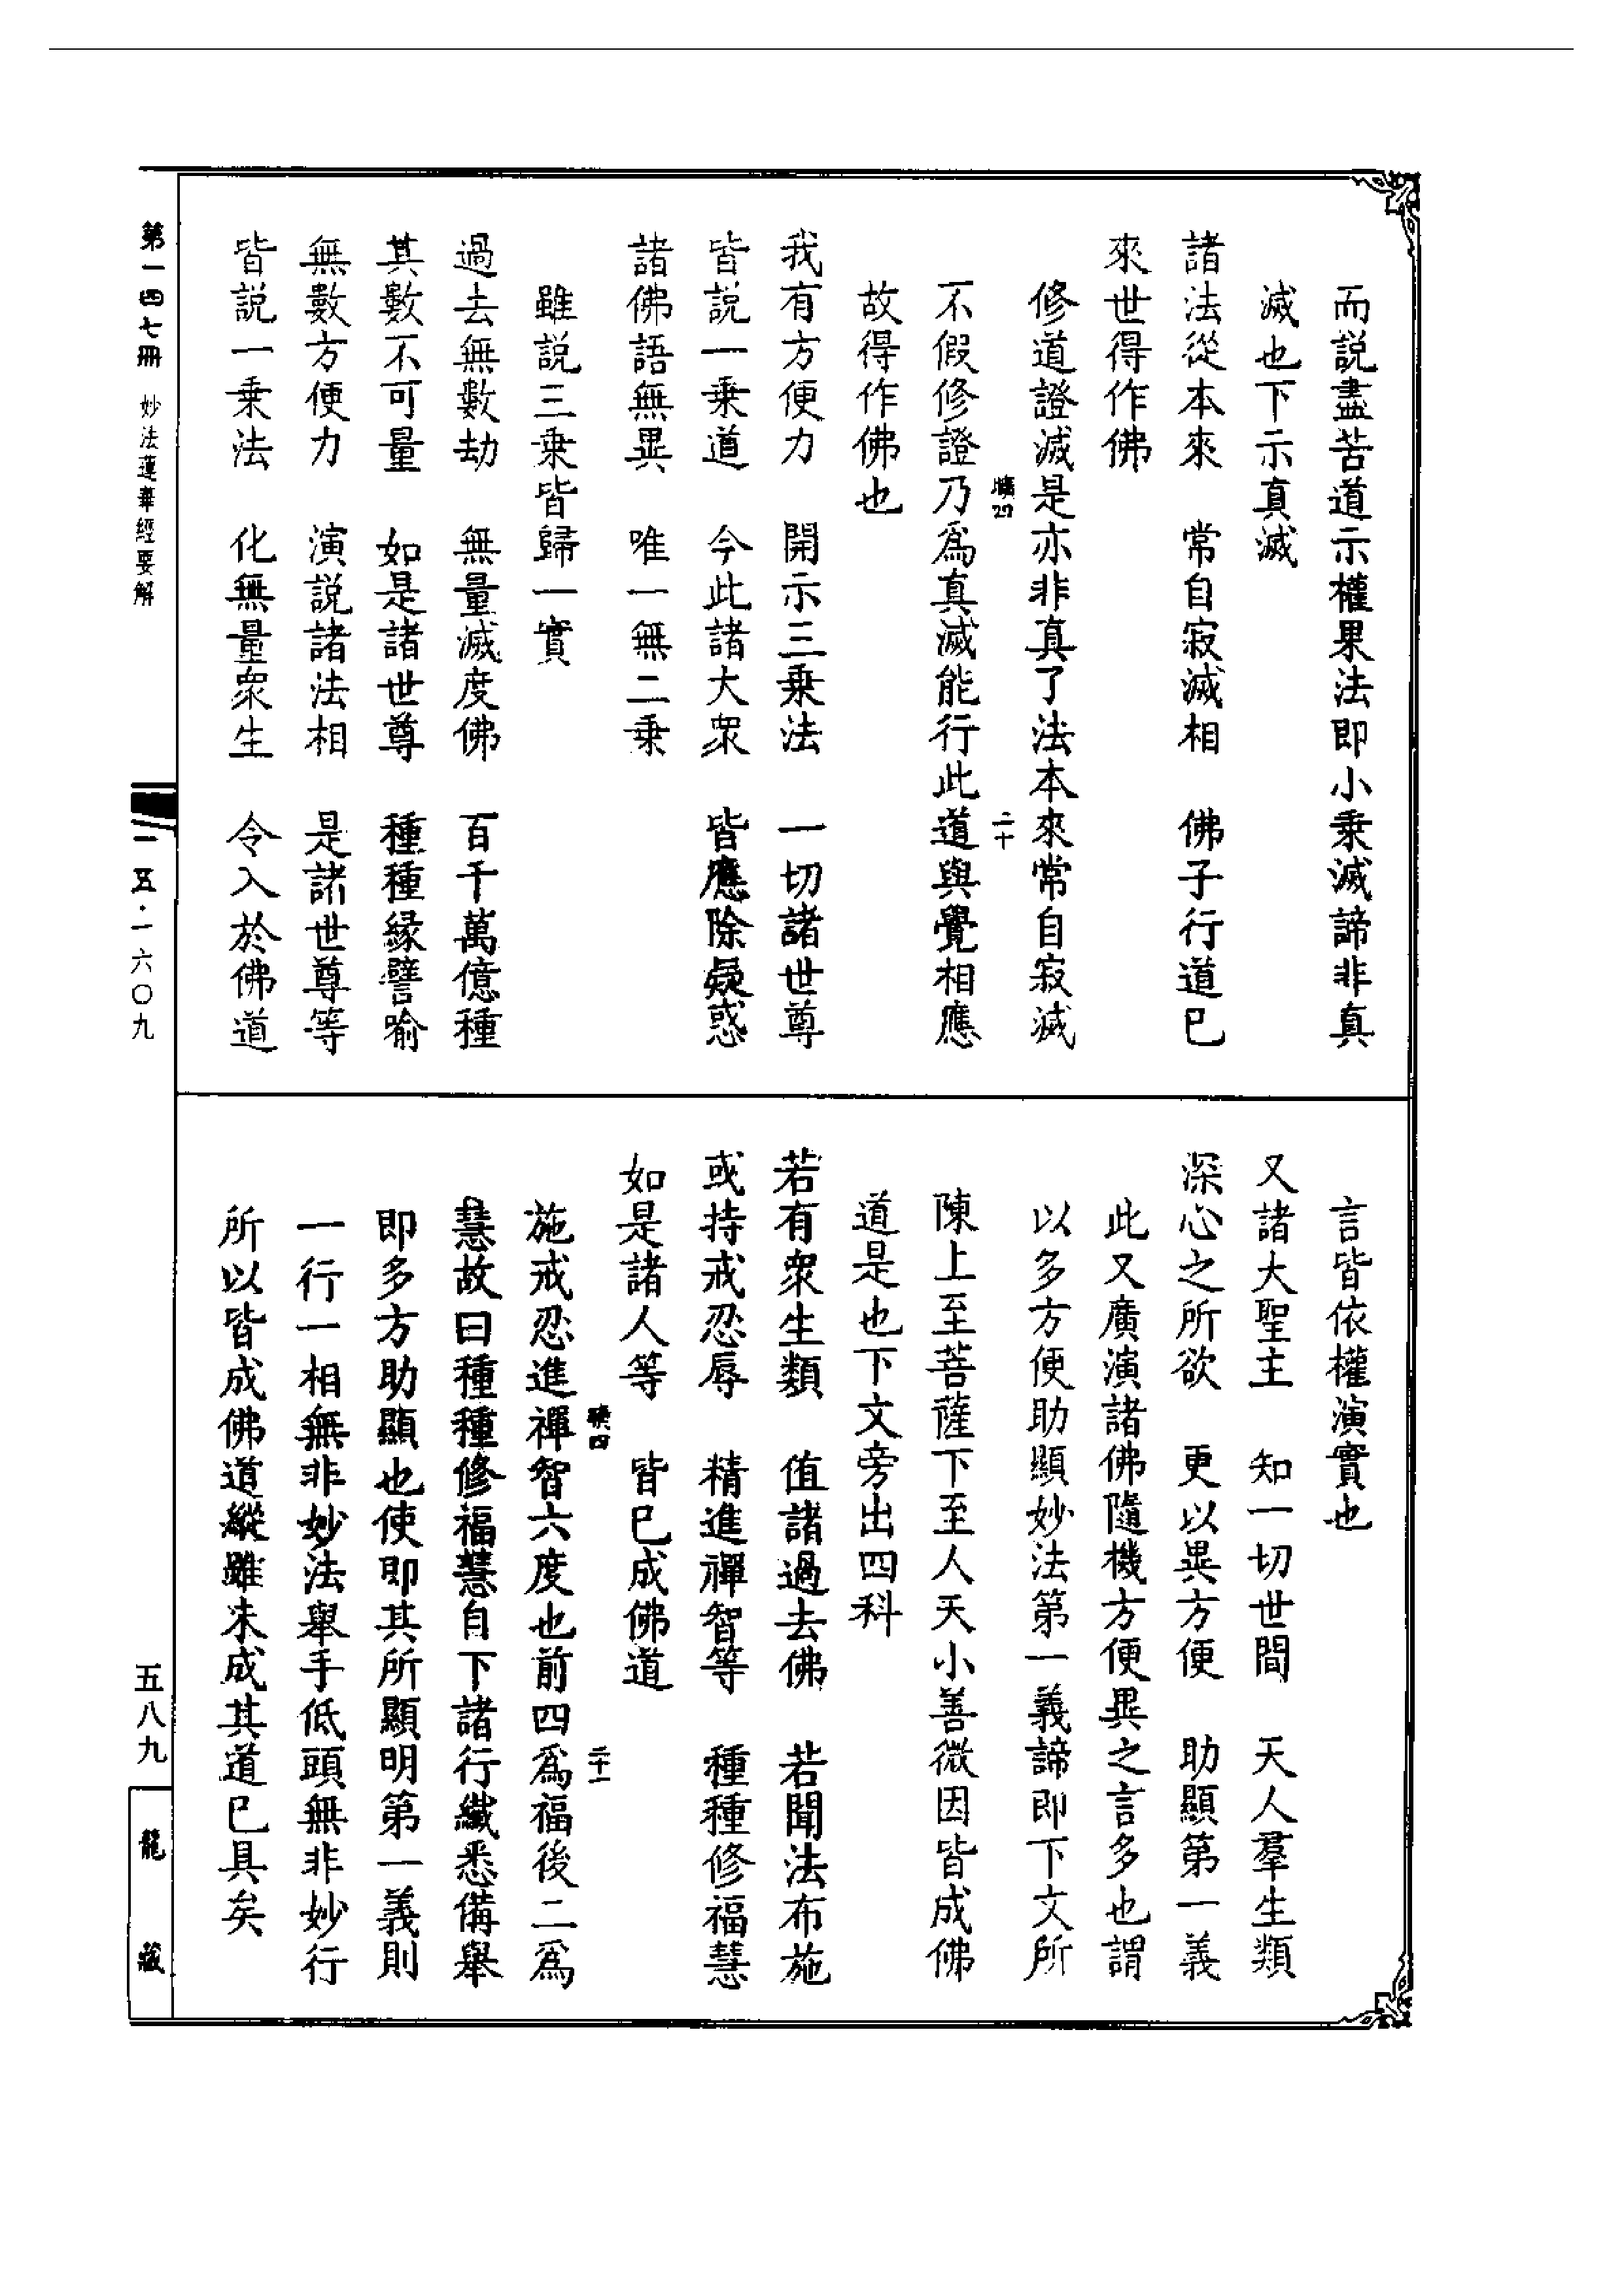 而説盡苦道示權果法即小乗滅諦非真
滅也下示真滅
諸法從本來　常自寂滅相　佛子行道已
來世得作佛
修道證滅是亦非真了法本來常自寂滅
不假修證乃爲真滅能行此道與覺相應
二十
故得作佛也
我有方便力　開示三乗法　一切諸世尊
皆説一乗道　今此諸大衆　皆應除疑惑
諸佛語無異　唯一無二乗
雖説三乗皆歸一實
過去無數劫　無量滅度佛　百千萬億種
其數不可量　如是諸世尊　種種縁譬喻
無數方便力　演説諸法相　是諸世尊等
皆説一乗法　化無量衆生　令入於佛道
言皆依權演實也
又諸大聖主　知一切世間　天人羣生類
深心之所欲　更以異方便　助顯第一義
此又廣演諸佛隨機方便異之言多也謂
以多方便助顯妙法第一義諦即下文所
陳上至菩薩下至人天小善微因皆成佛
道是也下文旁出四科
若有衆生類　值諸過去佛　若聞法布施
或持戒忍辱　精進禪智等　種種修福慧
如是諸人等　皆已成佛道
二十一
施戒忍進禪智六度也前四爲福後二爲
慧故曰種種修福慧自下諸行纖悉備舉
即多方助顯也使即其所顯明第一義則
一行一相無非妙法舉手低頭無非妙行
所以皆成佛道縱雖未成其道已具矣
第一四七冊　妙法蓮華經要解
一五·一六〇九
五八九
龍藏